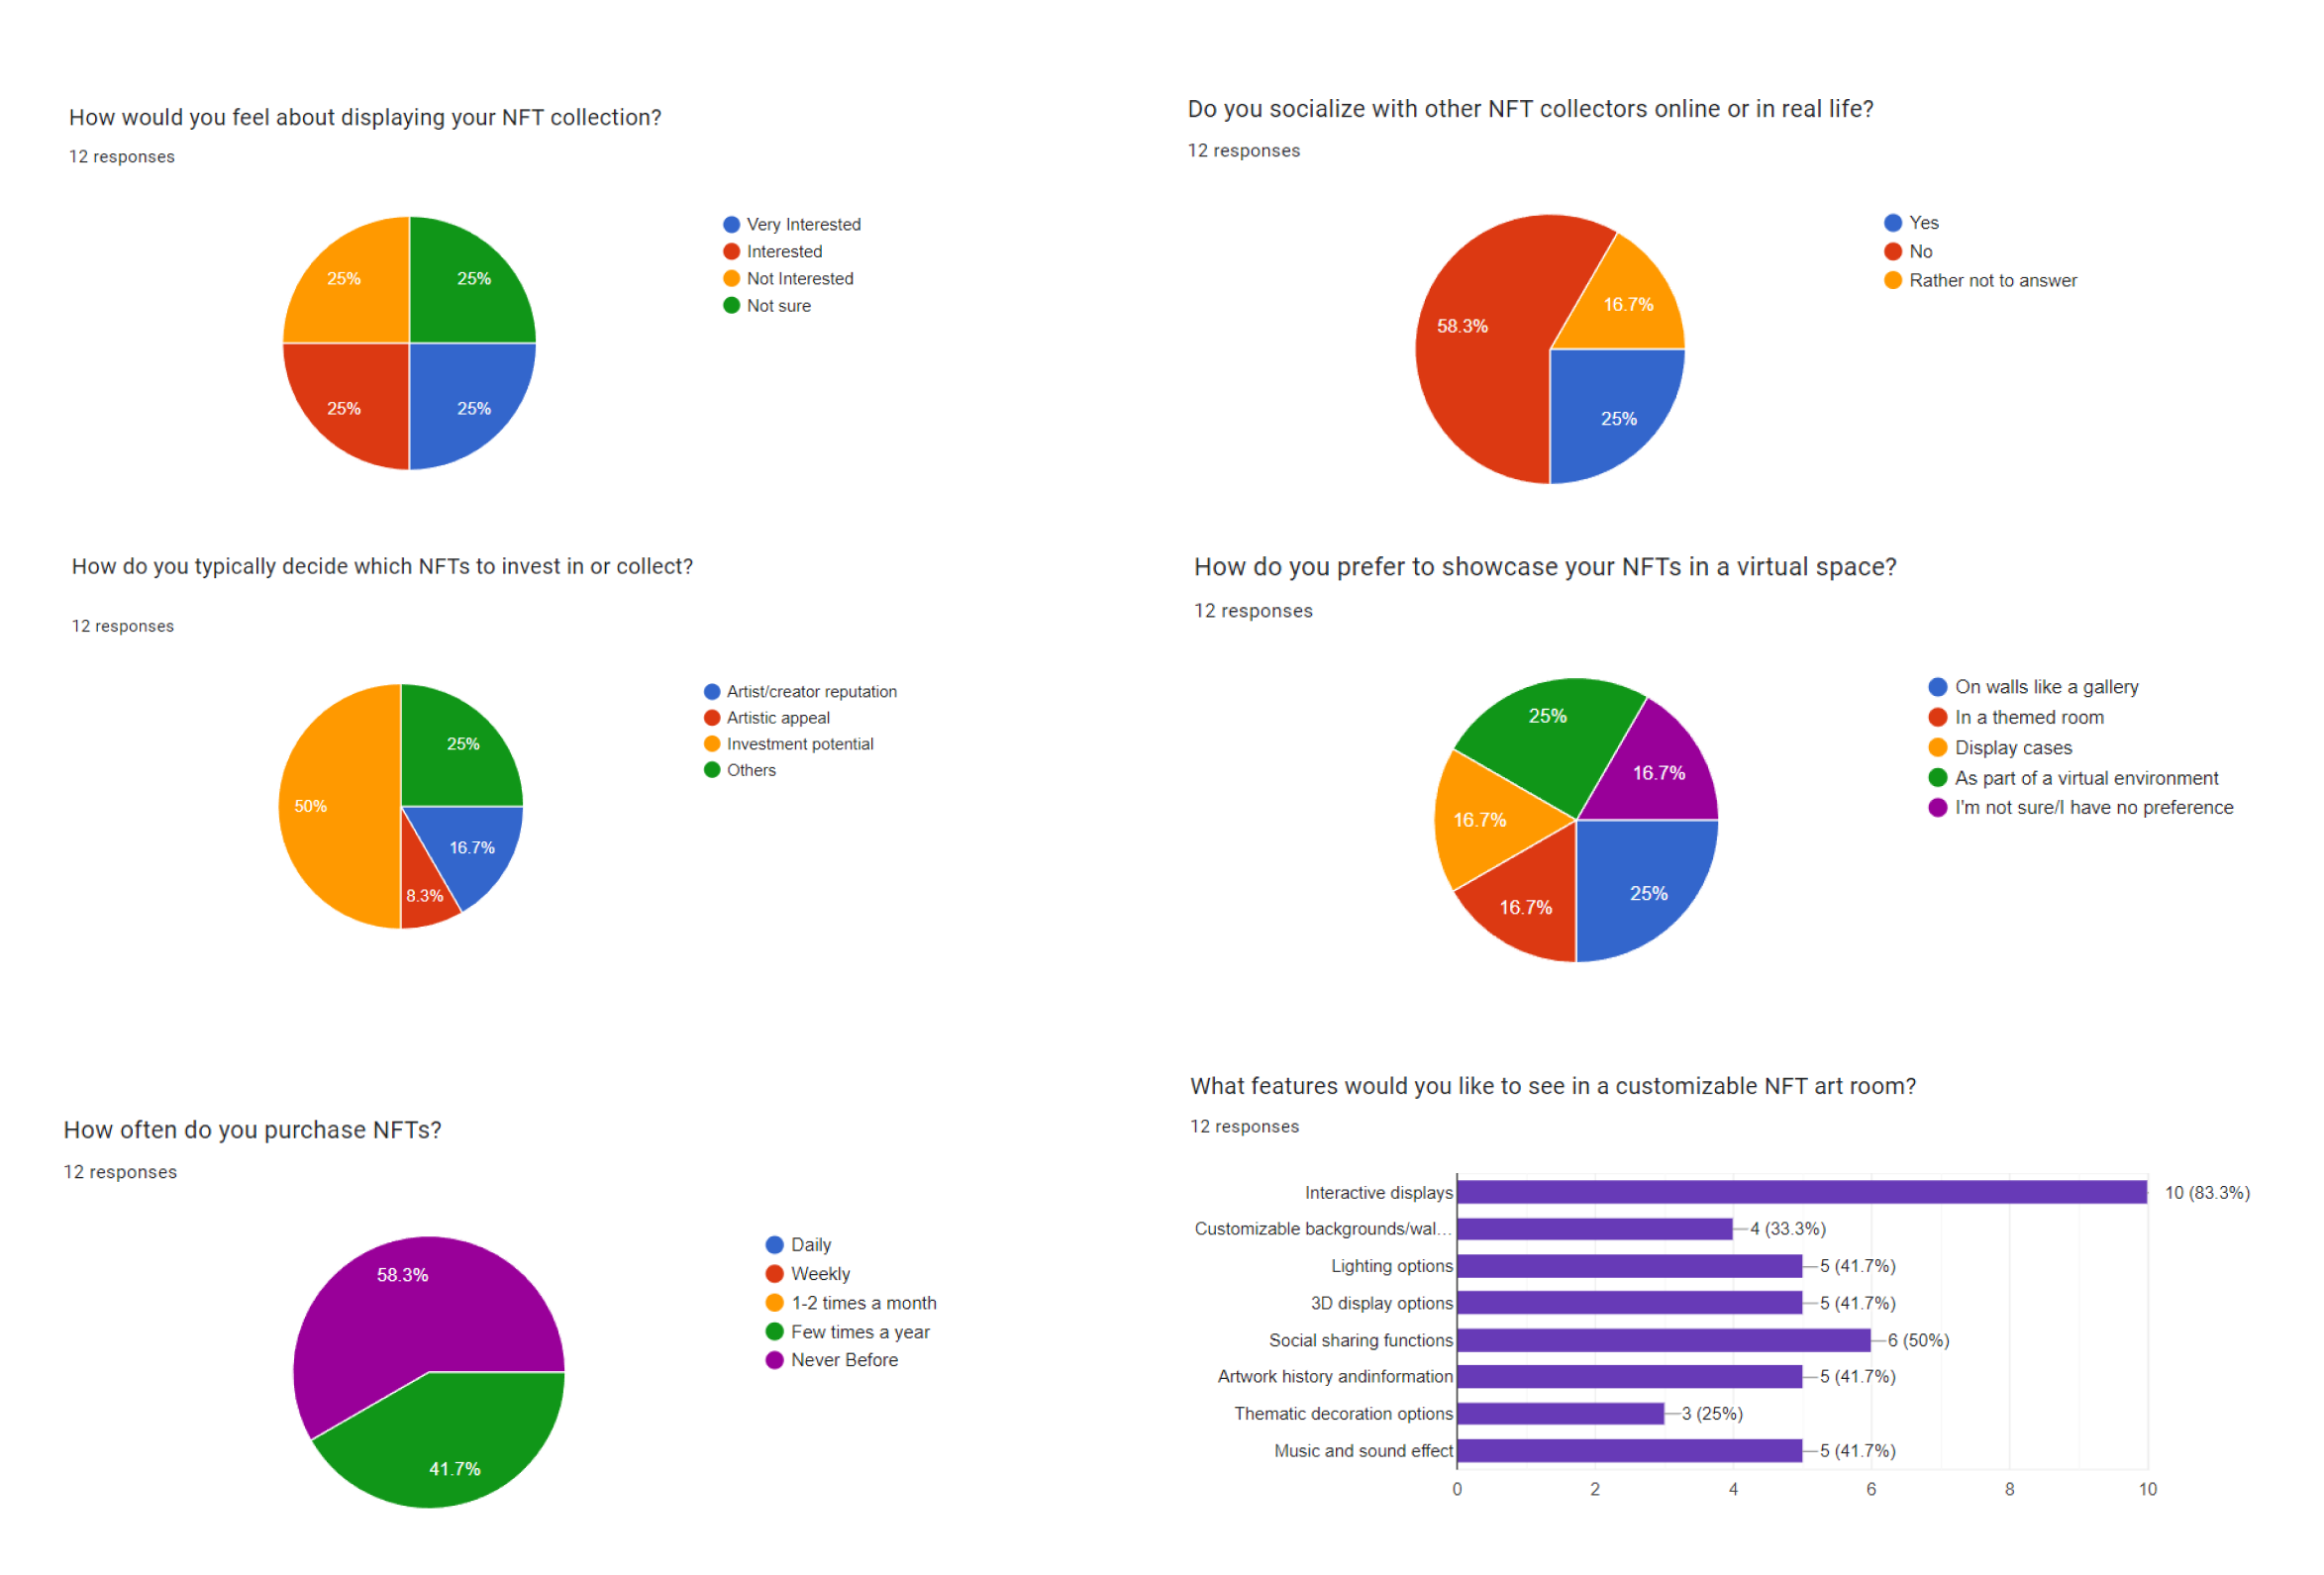 How would you feel about displaying your NFT collection?
12 responses
25%
25%
25%
25%
Very Interested
Interested
Not Interested
Not sure
Do you socialize with other NFT collectors online or in real life?
12 responses
58.3%
16.7%
25%
Yes
No
Rather not to answer
How do you typically decide which NFTs to invest in or collect?
12 responses
25%
50%
16.7%
8.3%
Artist/creator reputation
Artistic appeal
Investment potential
Others
How do you prefer to showcase your NFTs in a virtual space?
12 responses
25%
16.7%
16.7%
16.7%
25%
On walls like a gallery
In a themed room
Display cases
As part of a virtual environment
I'm not sure/I have no preference
How often do you purchase NFTs?
12 responses
58.3%
41.7%
Daily
Weekly
1-2 times a month
Few times a year
Never Before
What features would you like to see in a customizable NFT art room?
12 responses
Interactive displays 10 (83.3%)
Customizable backgrounds/wal... 4 (33.3%)
Lighting options 5 (41.7%)
3D display options 5 (41.7%)
Social sharing functions 6 (50%)
Artwork history andinformation 5 (41.7%)
Thematic decoration options 3 (25%)
Music and sound effect 5 (41.7%)
0 2 4 6 8 10